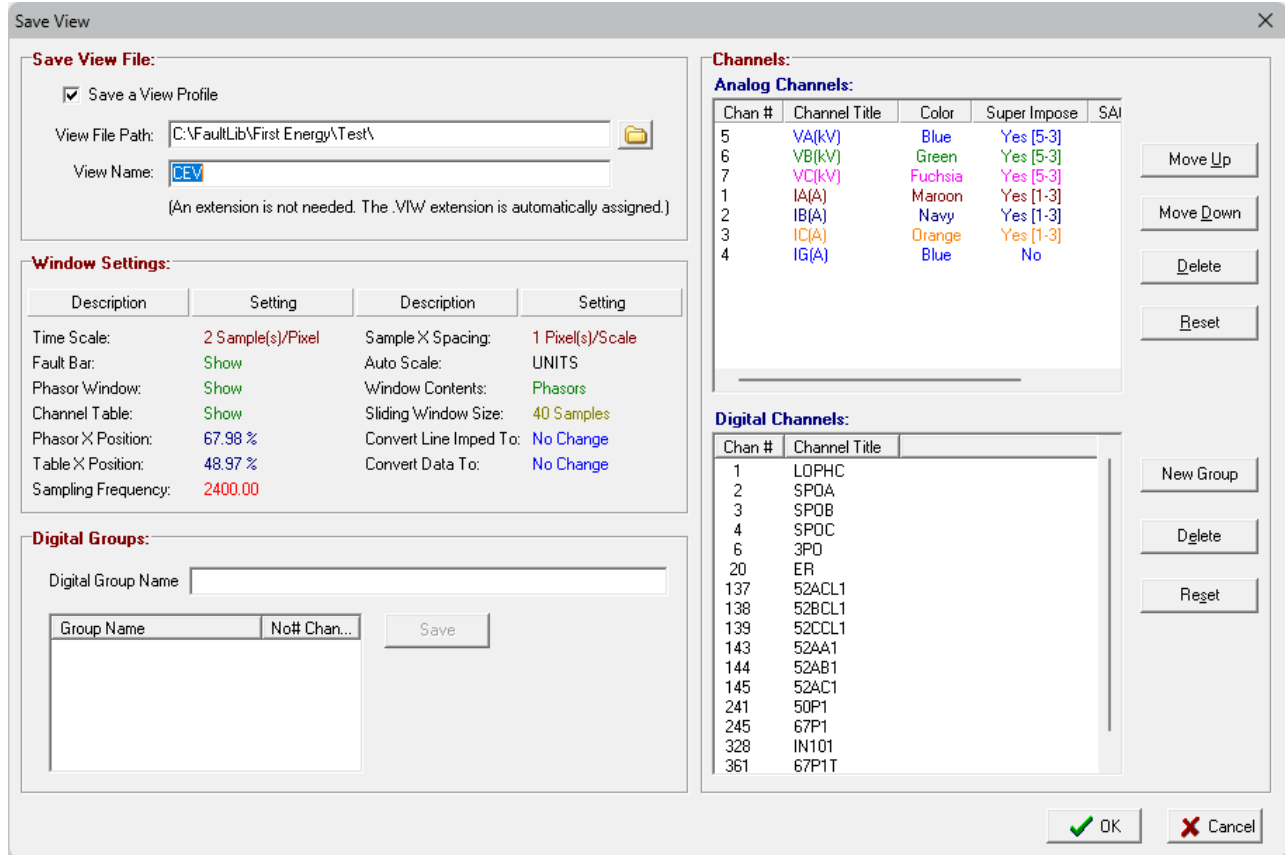 Save View
Save View File:
Save a View Profile
View File Path: C:\FaultLib\First Energy\Test\
View Name: CEV
(An extension is not needed. The .VIW extension is automatically assigned.)
Window Settings:
Description Setting Description Setting
Time Scale: 2 Sample(s)/Pixel Sample X Spacing: 1 Pixel(s)/Scale
Fault Bar: Show Auto Scale: UNITS
Phasor Window: Show Window Contents: Phasors
Channel Table: Show Sliding Window Size: 40 Samples
Phasor X Position: 67.98 % Convert Line Imped To: No Change
Table X Position: 48.97 % Convert Data To: No Change
Sampling Frequency: 2400.00
Digital Groups:
Digital Group Name
Group Name No# Chan...
Save
Channels:
Analog Channels:
Chan # Channel Title Color Super Impose
5 VA(kV) Blue Yes [5-3]
6 VB(kV) Green Yes [5-3]
7 VC(kV) Fuchsia Yes [5-3]
1 IA(A) Maroon Yes [1-3]
2 IB(A) Navy Yes [1-3]
3 IC(A) Orange Yes [1-3]
4 IG(A) Blue No
Move Up
Move Down
Delete
Reset
Digital Channels:
Chan # Channel Title
1 LOPHC
2 SPOA
3 SPOB
4 SPOC
6 3PO
20 ER
137 52ACL1
138 52BCL1
139 52CCL1
143 52AA1
144 52AB1
145 52AC1
241 50P1
245 67P1
328 IN101
361 67P1T
New Group
Delete
Reset
OK Cancel